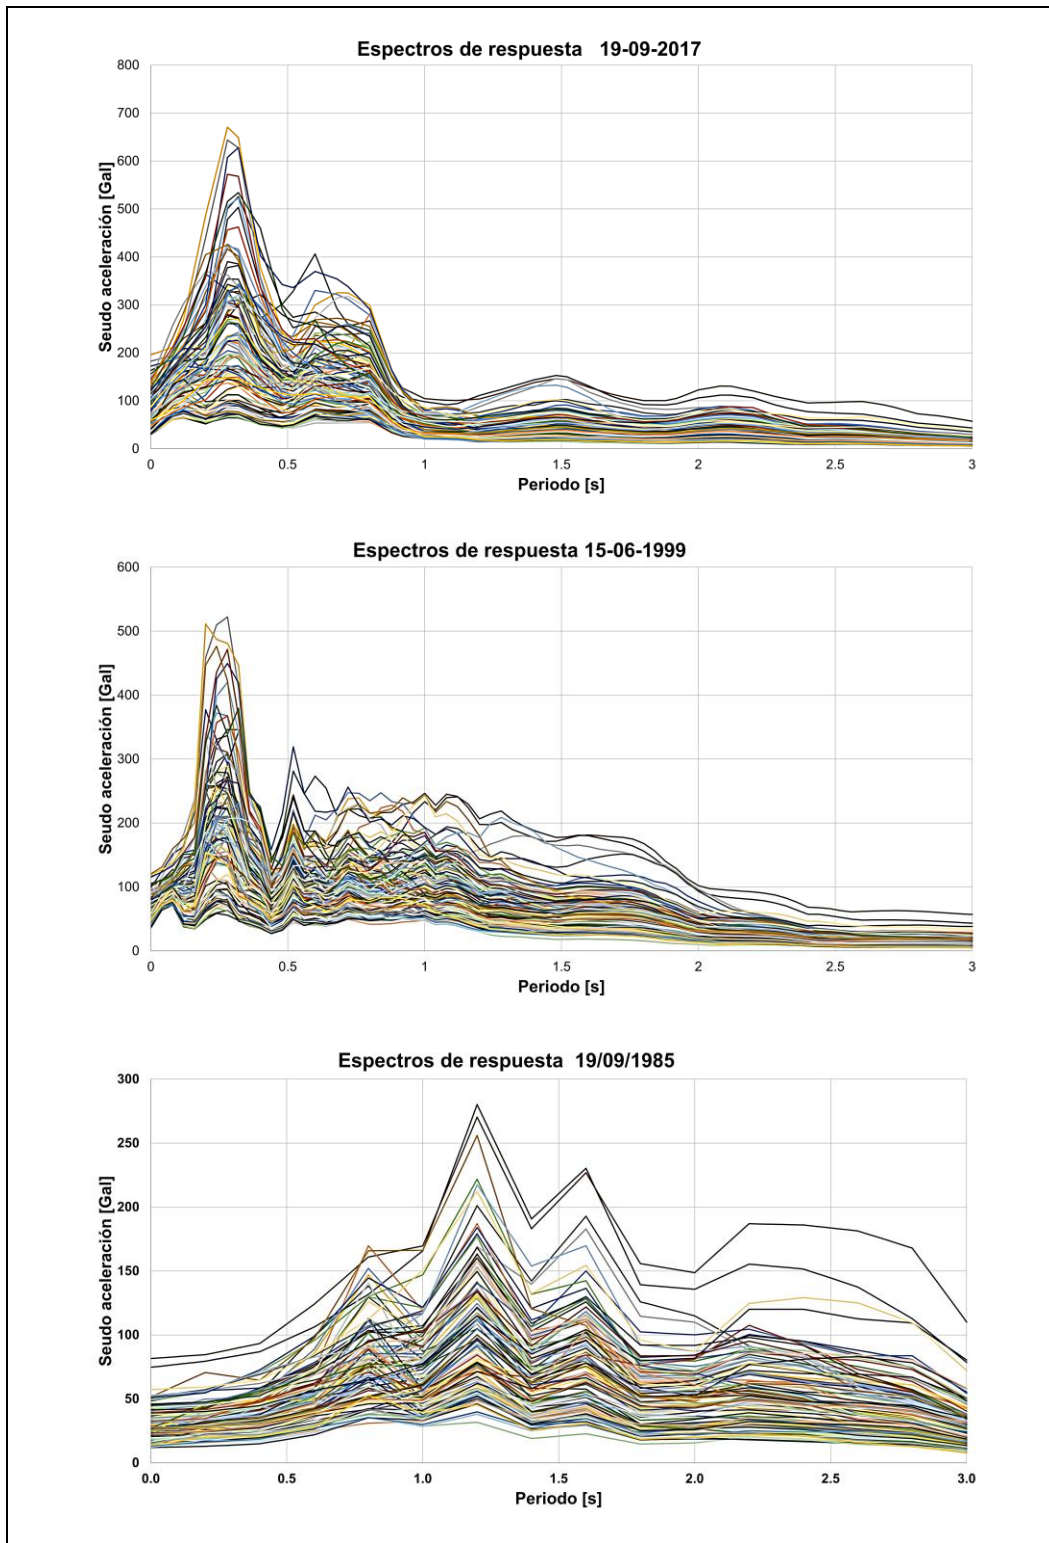 Espectros de respuesta 19-09-2017
Seudo aceleración [Gal]
800
700
600
500
400
300
200
100
0
0 0.5 1 1.5 2 2.5 3
Periodo [s]
Espectros de respuesta 15-06-1999
Seudo aceleración [Gal]
600
500
400
300
200
100
0
0 0.5 1 1.5 2 2.5 3
Periodo [s]
Espectros de respuesta 19/09/1985
Seudo aceleración [Gal]
300
250
200
150
100
50
0
0.0 0.5 1.0 1.5 2.0 2.5 3.0
Periodo [s]